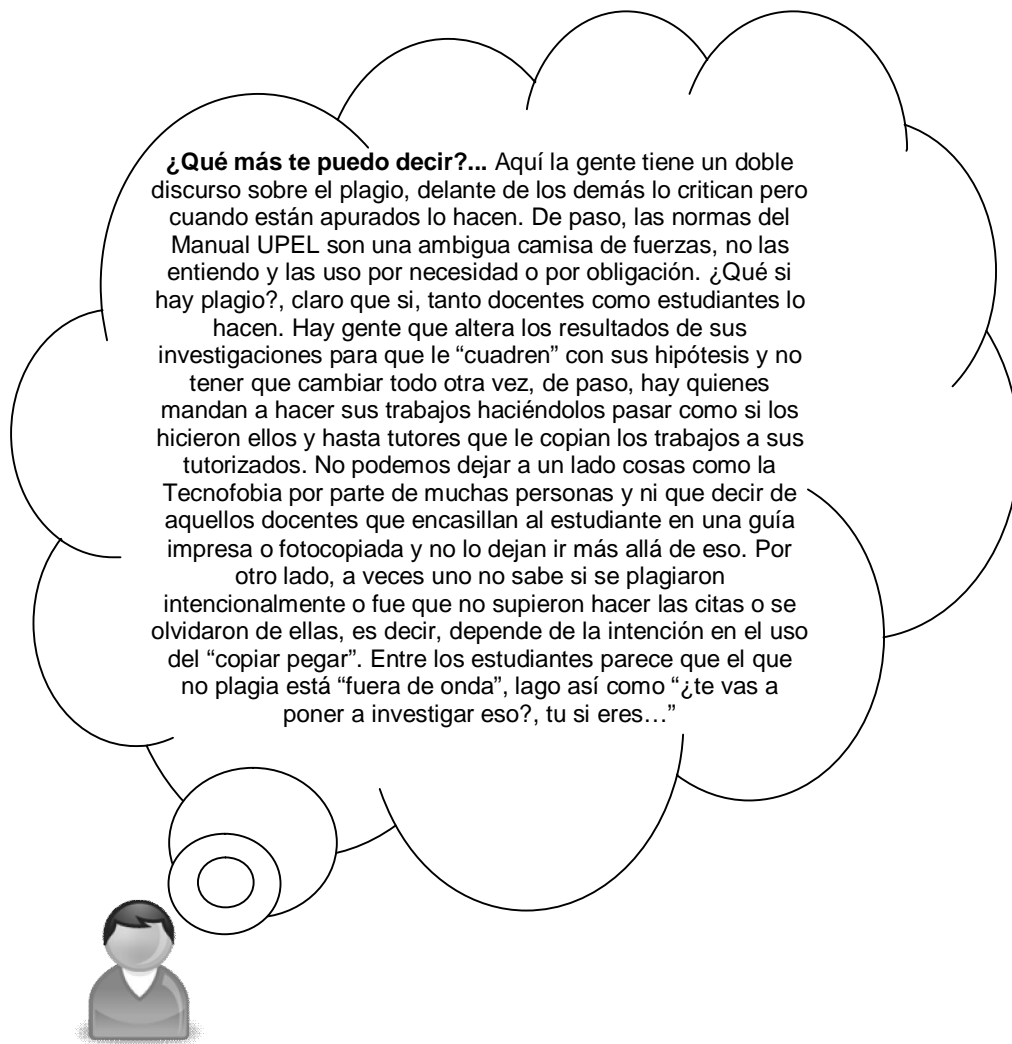 ¿Qué más te puedo decir?... Aquí la gente tiene un doble
discurso sobre el plagio, delante de los demás lo critican pero
cuando están apurados lo hacen. De paso, las normas del
Manual UPEL son una ambigua camisa de fuerzas, no las
entiendo y las uso por necesidad o por obligación. ¿Qué si
hay plagio?, claro que si, tanto docentes como estudiantes lo
hacen. Hay gente que altera los resultados de sus
investigaciones para que le “cuadren” con sus hipótesis y no
tener que cambiar todo otra vez, de paso, hay quienes
mandan a hacer sus trabajos haciéndolos pasar como si los
hicieron ellos y hasta tutores que le copian los trabajos a sus
tutorizados. No podemos dejar a un lado cosas como la
Tecnofobia por parte de muchas personas y ni que decir de
aquellos docentes que encasillan al estudiante en una guía
impresa o fotocopiada y no lo dejan ir más allá de eso. Por
otro lado, a veces uno no sabe si se plagiaron
intencionalmente o fue que no supieron hacer las citas o se
olvidaron de ellas, es decir, depende de la intención en el uso
del “copiar pegar”. Entre los estudiantes parece que el que
no plagia está “fuera de onda”, lago así como “¿te vas a
poner a investigar eso?, tu si eres…”